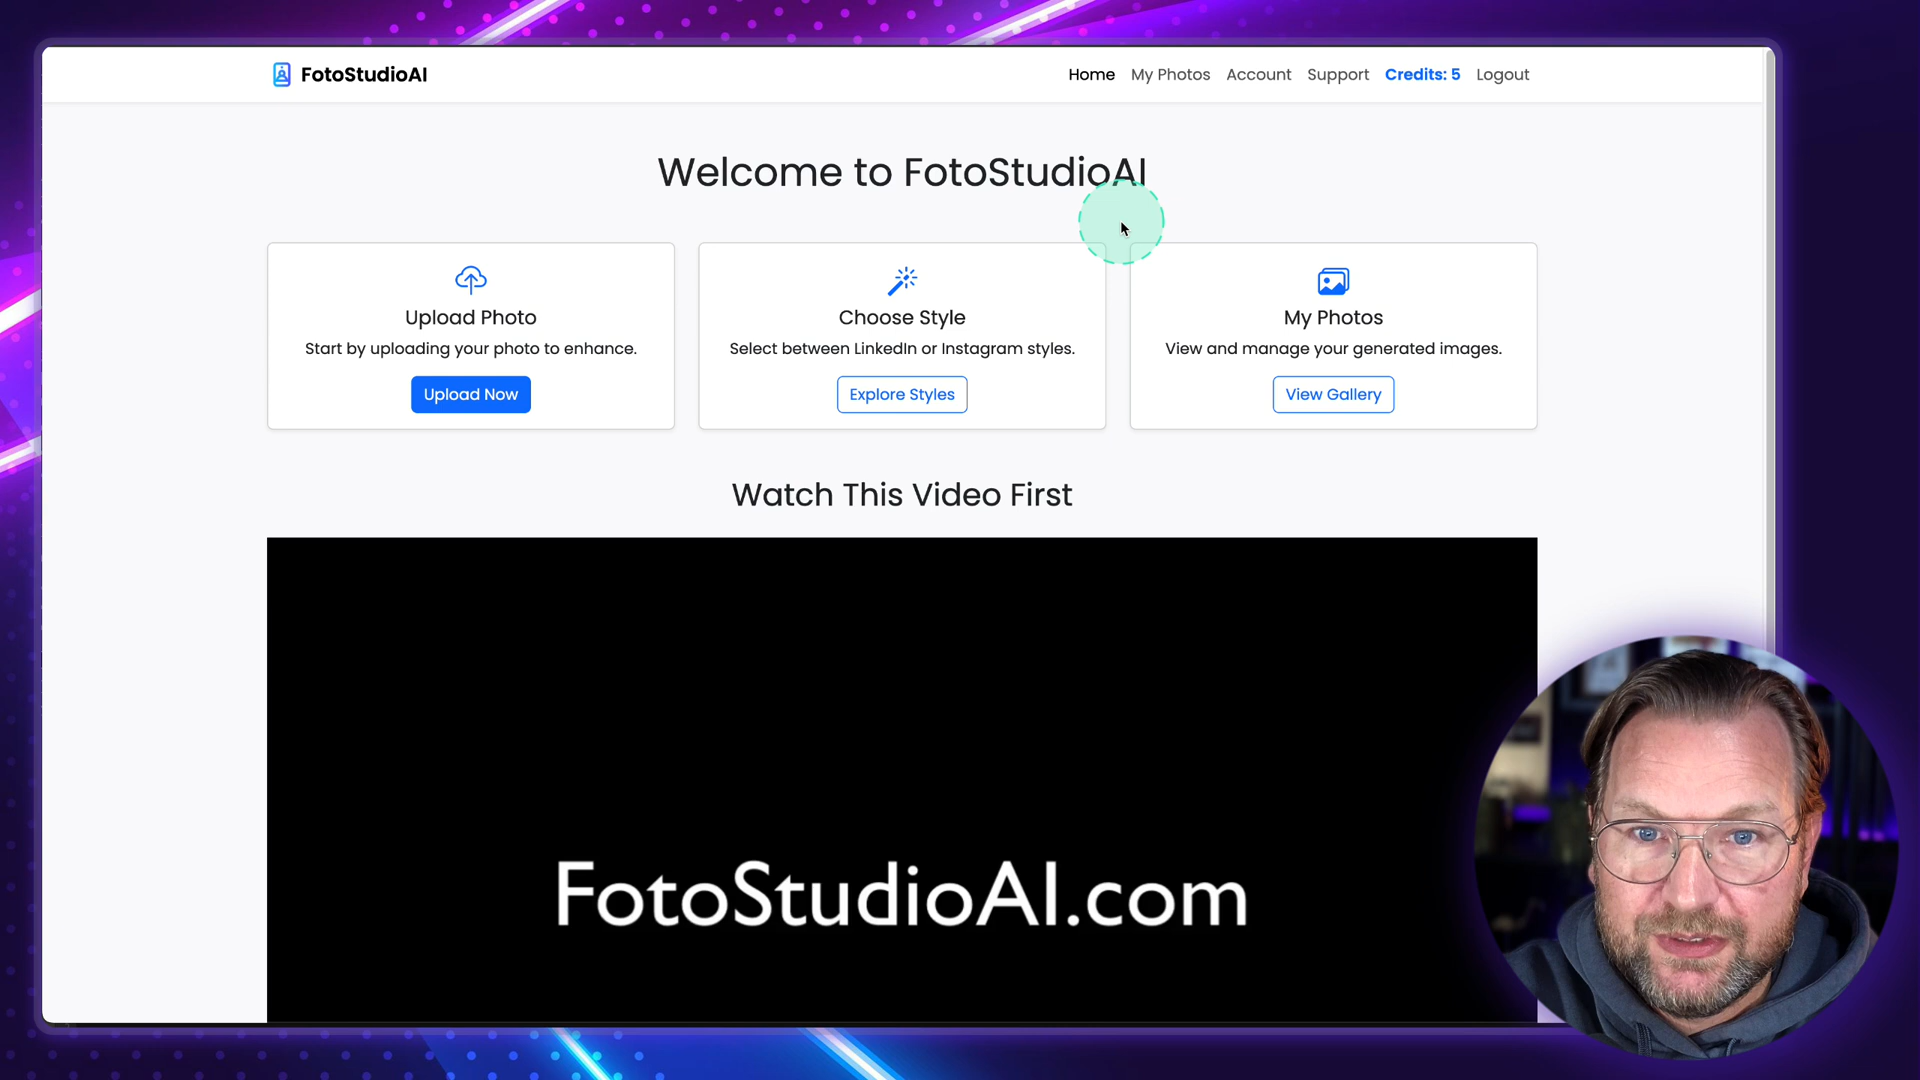 FotoStudioAI
Home My Photos Account Support Credits: 5 Logout
Welcome to FotoStudioAI
Upload Photo
Start by uploading your photo to enhance.
Upload Now
Choose Style
Select between LinkedIn or Instagram styles.
Explore Styles
My Photos
View and manage your generated images.
View Gallery
Watch This Video First
FotoStudioAI.com